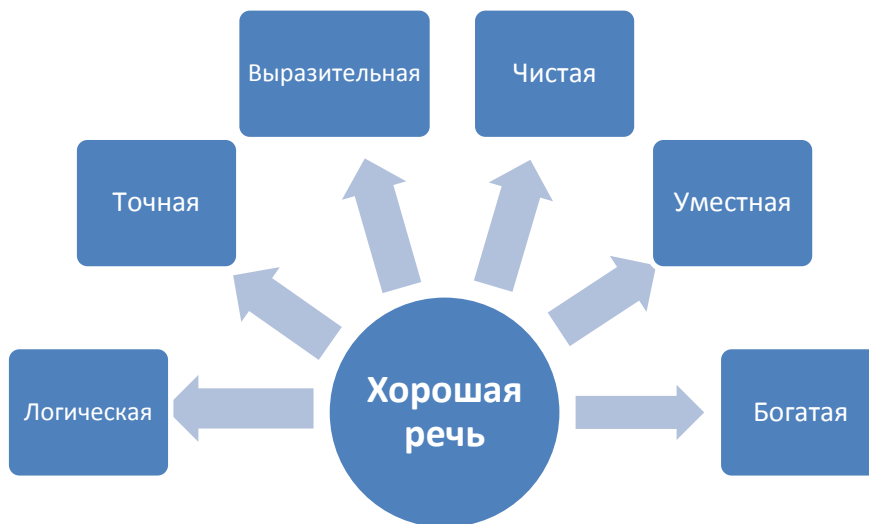 Выразительная
Чистая
Точная
Уместная
Логическая
Хорошая
речь
Богатая